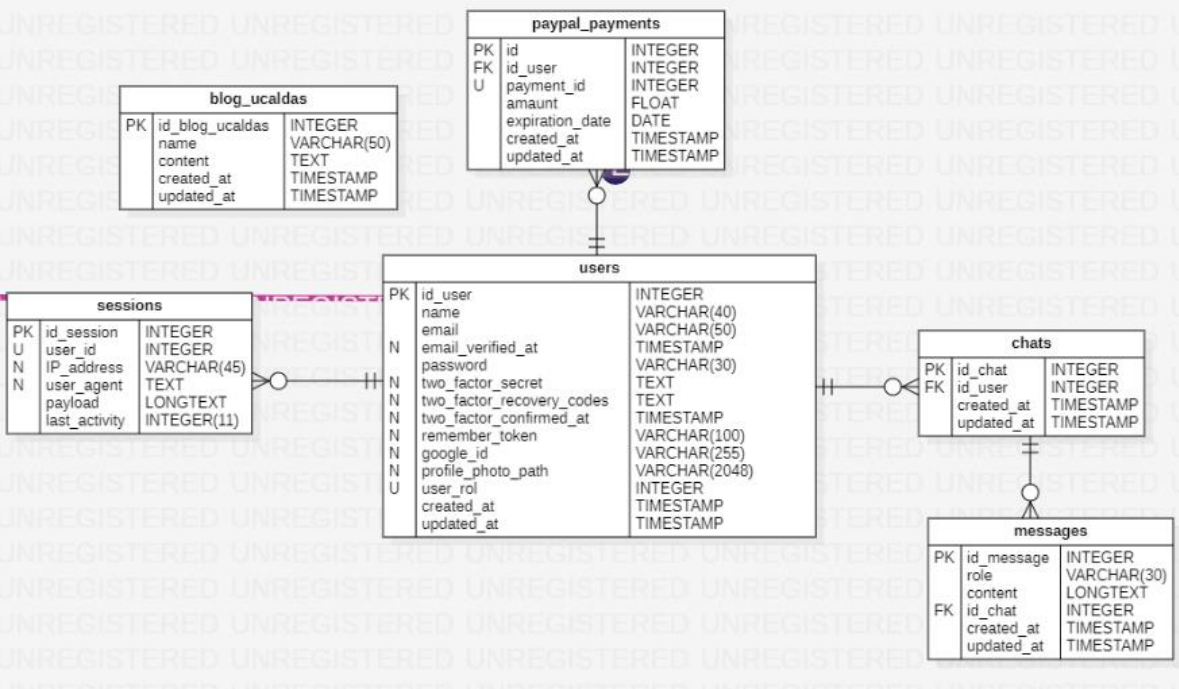 paypal_payments
PK id INTEGER
FK id_user INTEGER
U payment_id INTEGER
amaunt FLOAT
expiration_date DATE
created_at TIMESTAMP
updated_at TIMESTAMP
blog_ucaldas
PK id_blog_ucaldas INTEGER
name VARCHAR(50)
content TEXT
created_at TIMESTAMP
updated_at TIMESTAMP
users
PK id_user INTEGER
name VARCHAR(40)
email VARCHAR(50)
N email_verified_at TIMESTAMP
password VARCHAR(30)
N two_factor_secret TEXT
N two_factor_recovery_codes TEXT
N two_factor_confirmed_at TIMESTAMP
N remember_token VARCHAR(100)
N google_id VARCHAR(255)
N profile_photo_path VARCHAR(2048)
U user_rol INTEGER
created_at TIMESTAMP
updated_at TIMESTAMP
sessions
PK id_session INTEGER
U user_id INTEGER
N IP_address VARCHAR(45)
N user_agent TEXT
payload LONGTEXT
last_activity INTEGER(11)
chats
PK id_chat INTEGER
FK id_user INTEGER
created_at TIMESTAMP
updated_at TIMESTAMP
messages
PK id_message INTEGER
role VARCHAR(30)
content LONGTEXT
FK id_chat INTEGER
created_at TIMESTAMP
updated_at TIMESTAMP
UNREGISTERED